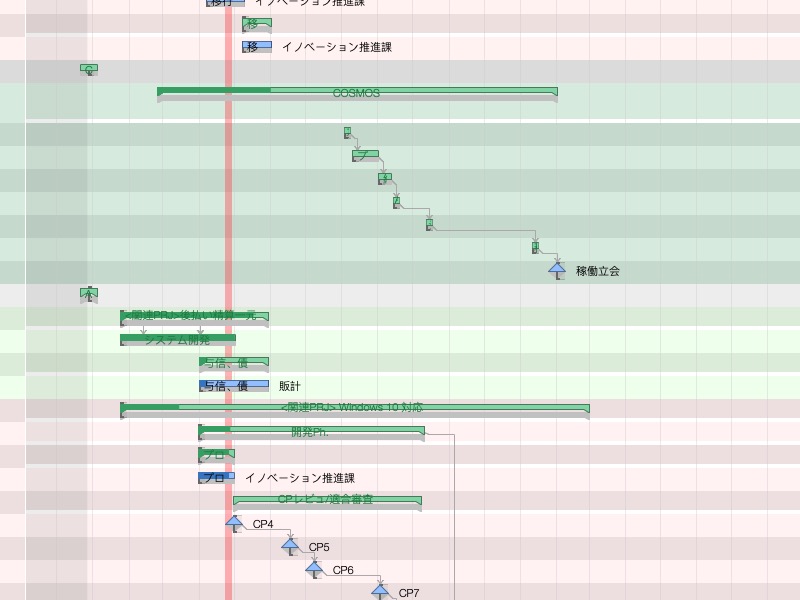 移行 イノベーション推進課
移
移 イノベーション推進課
COSMOS
プ
稼働立会
<関連PRJ>後払い精算一元
システム開発
与信、債
与信、債 販計
<関連PRJ> Windows 10 対応
開発Ph.
プロ
プロ イノベーション推進課
CPレビュ/適合審査
CP4
CP5
CP6
CP7